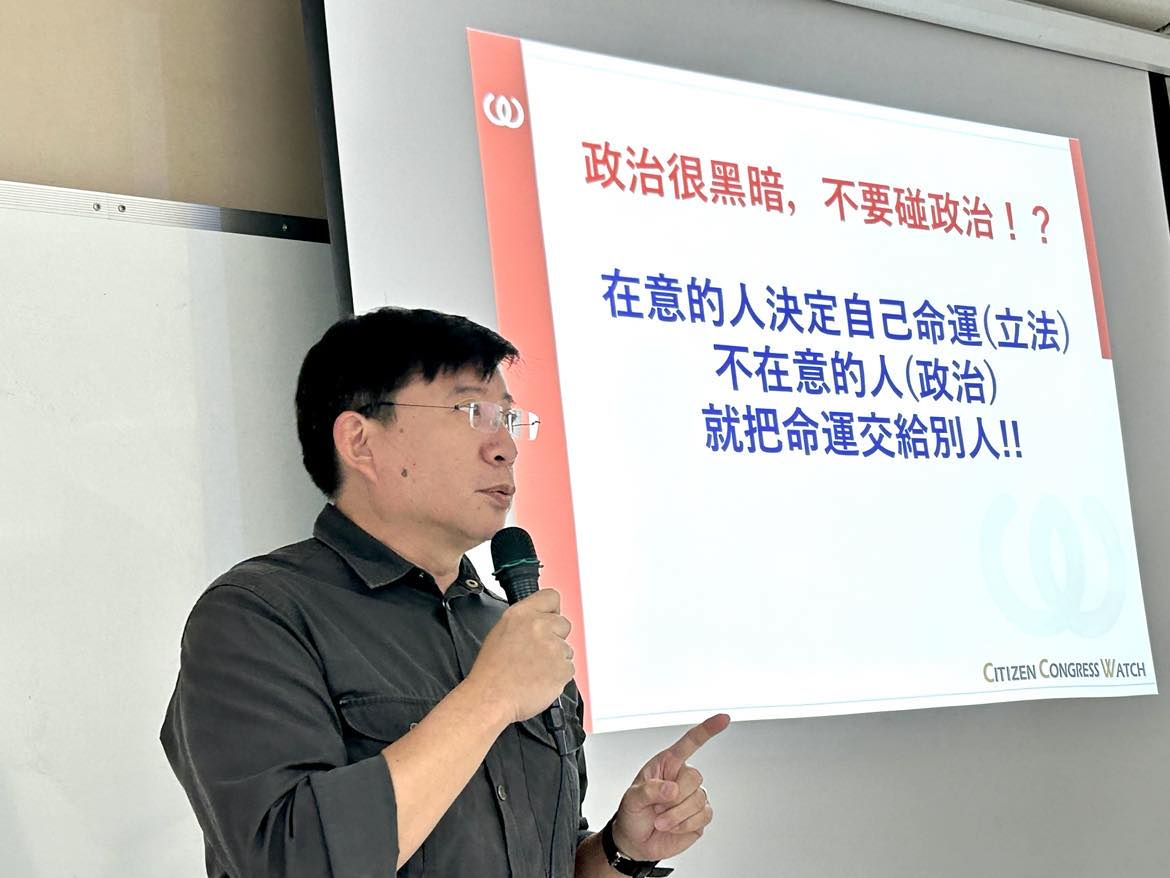 政治很黑暗，不要碰政治！？
在意的人決定自己命運(立法)
不在意的人(政治)
就把命運交給別人!!
CITIZEN CONGRESS WATCH